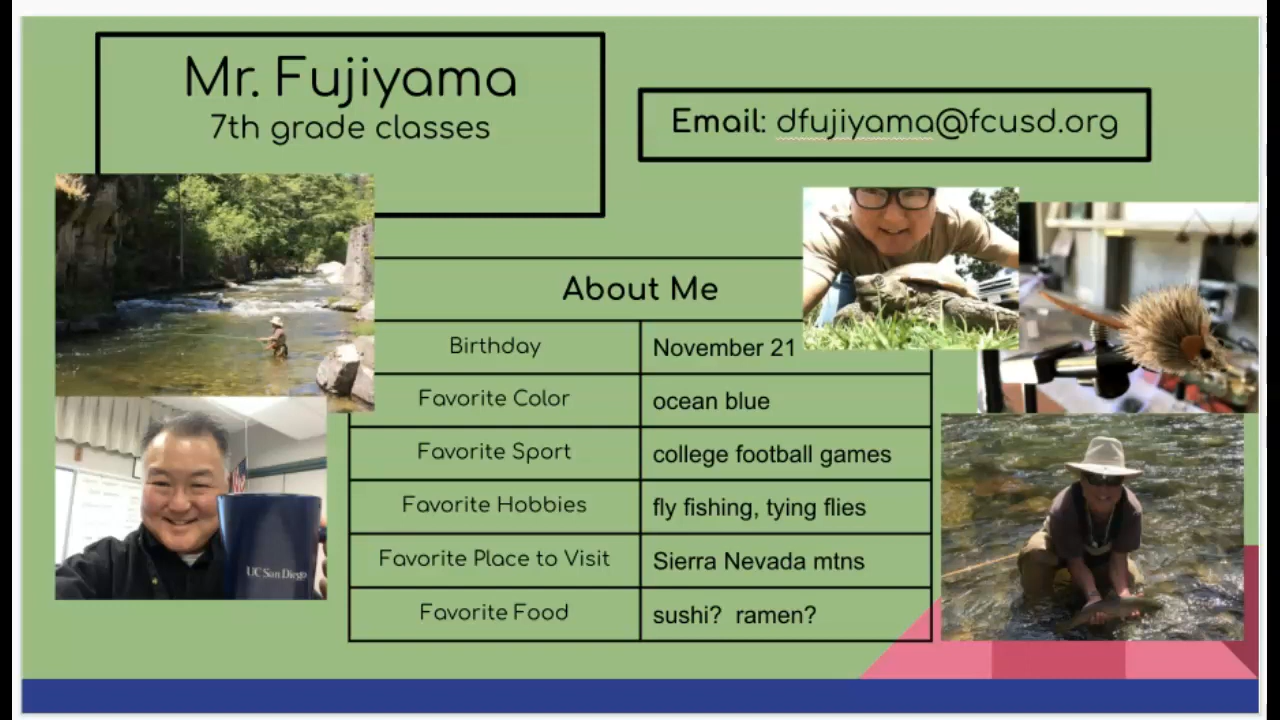 Mr. Fujiyama
7th grade classes
Email: dfujiyama@fcusd.org
About Me
Birthday November 21
Favorite Color ocean blue
Favorite Sport college football games
Favorite Hobbies fly fishing, tying flies
Favorite Place to Visit Sierra Nevada mtns
Favorite Food sushi? ramen?
UC San Diego